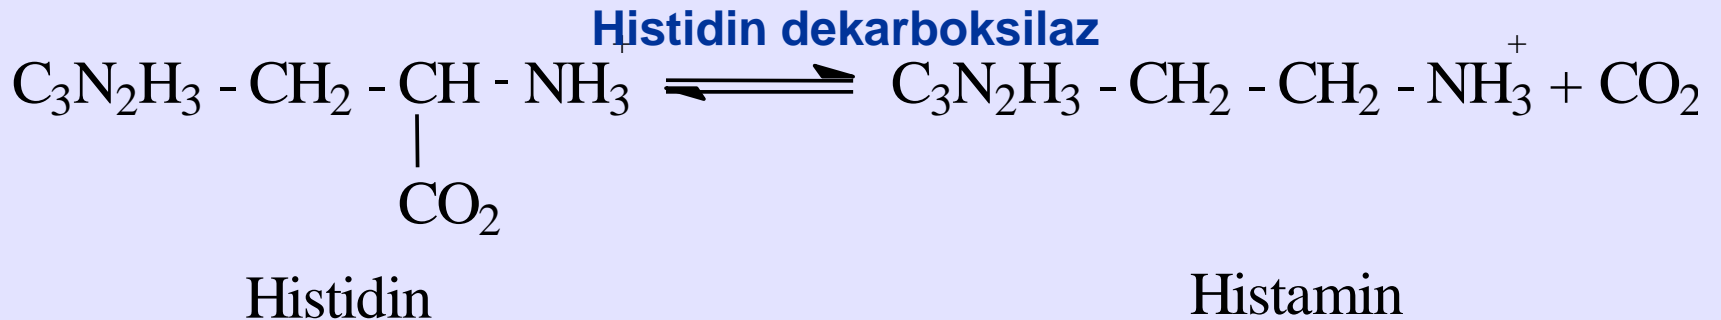 Histidin dekarboksilaz
C₃N₂H₃ - CH₂ - CH - NH₃⁺ ⇌ C₃N₂H₃ - CH₂ - CH₂ - NH₃⁺ + CO₂
CO₂
Histidin Histamin